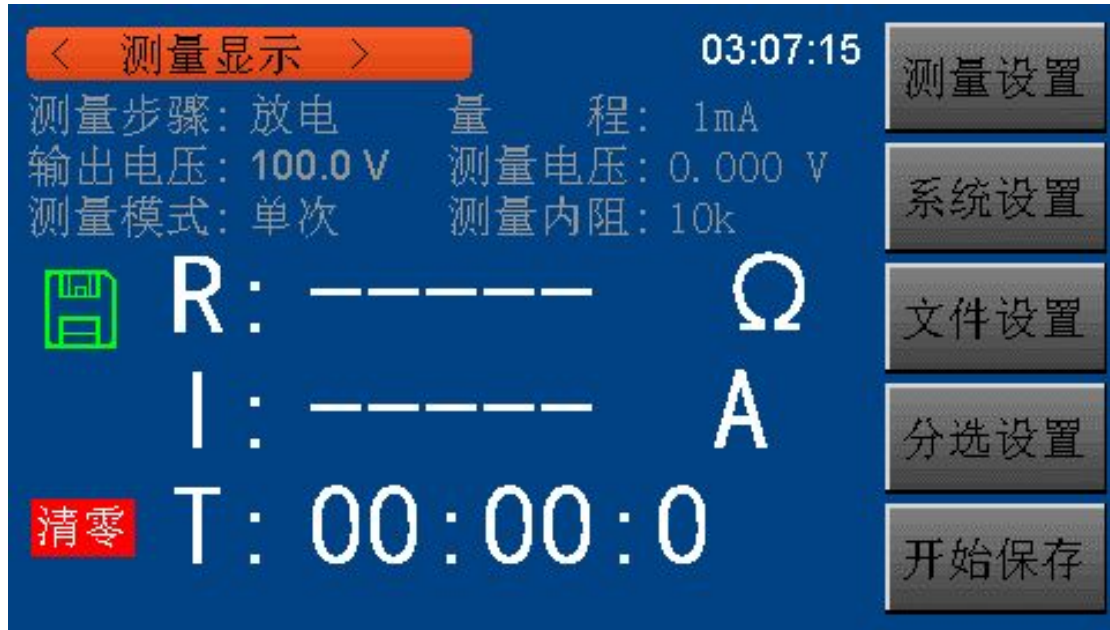 < 测量显示 > 03:07:15
测量步骤: 放电 量 程: 1mA
输出电压: 100.0 V 测量电压: 0.000 V
测量模式: 单次 测量内阻: 10k
R: ----- Ω
I: ----- A
清零 T: 00:00:0
测量设置
系统设置
文件设置
分选设置
开始保存